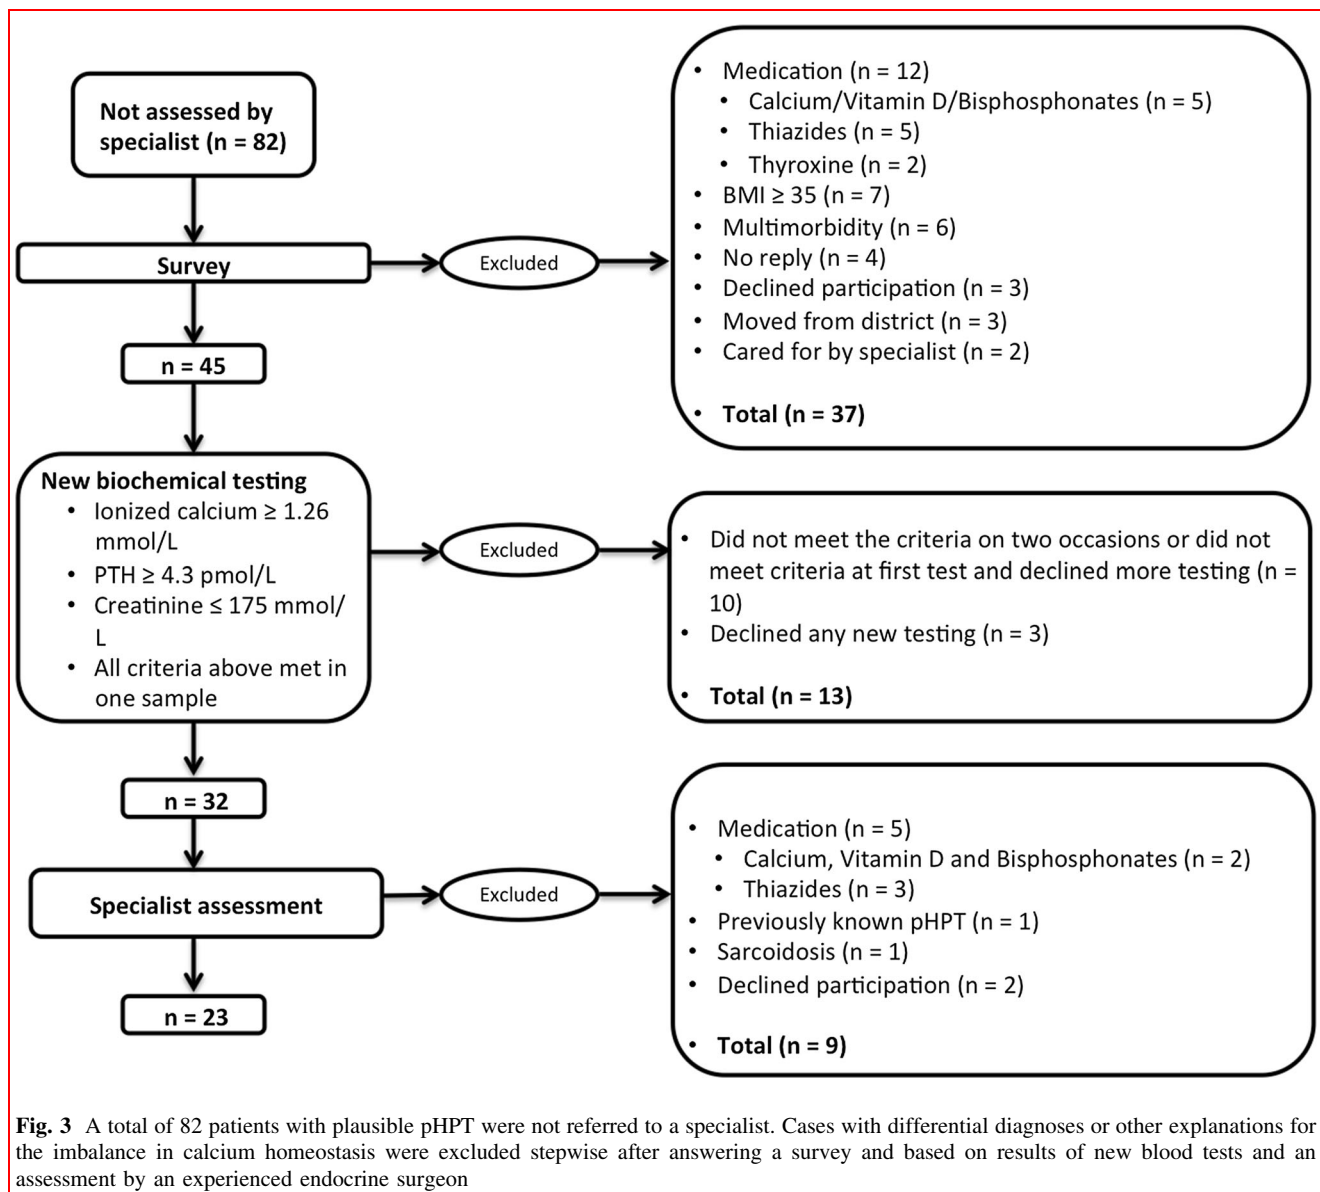 Not assessed by
specialist (n = 82)
Survey
Excluded
• Medication (n = 12)
• Calcium/Vitamin D/Bisphosphonates (n = 5)
• Thiazides (n = 5)
• Thyroxine (n = 2)
• BMI ≥ 35 (n = 7)
• Multimorbidity (n = 6)
• No reply (n = 4)
• Declined participation (n = 3)
• Moved from district (n = 3)
• Cared for by specialist (n = 2)
• Total (n = 37)
n = 45
New biochemical testing
• Ionized calcium ≥ 1.26
mmol/L
• PTH ≥ 4.3 pmol/L
• Creatinine ≤ 175 mmol/
L
• All criteria above met in
one sample
Excluded
• Did not meet the criteria on two occasions or did not
meet criteria at first test and declined more testing (n =
10)
• Declined any new testing (n = 3)
• Total (n = 13)
n = 32
Specialist assessment
Excluded
• Medication (n = 5)
• Calcium, Vitamin D and Bisphosphonates (n = 2)
• Thiazides (n = 3)
• Previously known pHPT (n = 1)
• Sarcoidosis (n = 1)
• Declined participation (n = 2)
• Total (n = 9)
n = 23
Fig. 3 A total of 82 patients with plausible pHPT were not referred to a specialist. Cases with differential diagnoses or other explanations for
the imbalance in calcium homeostasis were excluded stepwise after answering a survey and based on results of new blood tests and an
assessment by an experienced endocrine surgeon